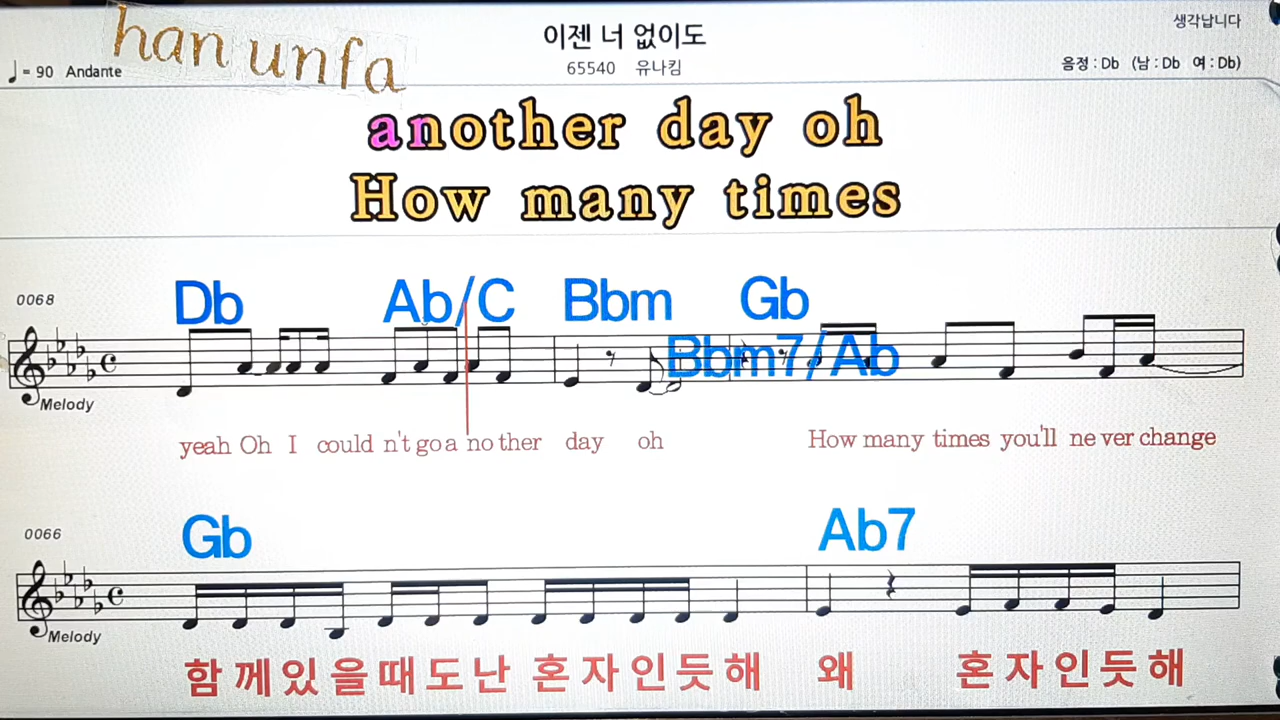 han unfa
이젠 너 없이도
생각납니다
♩= 90 Andante
65540 유나킴
음정 : Db (남 : Db 여 : Db)
another day oh
How many times
0068
Db Ab/C Bbm Gb
Bbm7/Ab
Melody
yeah Oh I could n't go a no ther day oh How many times you'll ne ver change
0066
Gb Ab7
Melody
함께있을때도난 혼자인듯해 왜 혼자인듯해